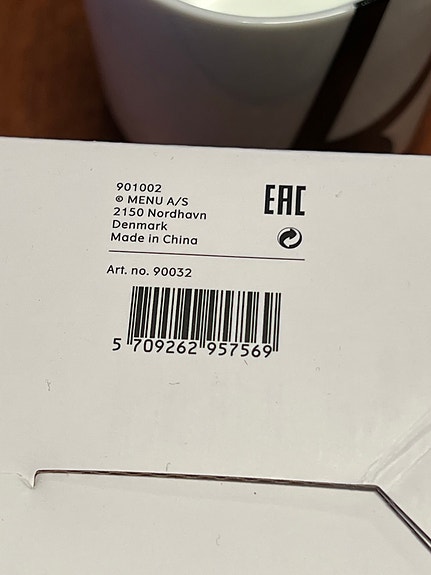 901002
© MENU A/S
2150 Nordhavn
Denmark
Made in China
EAC
Art. no. 90032
5 709262 957569